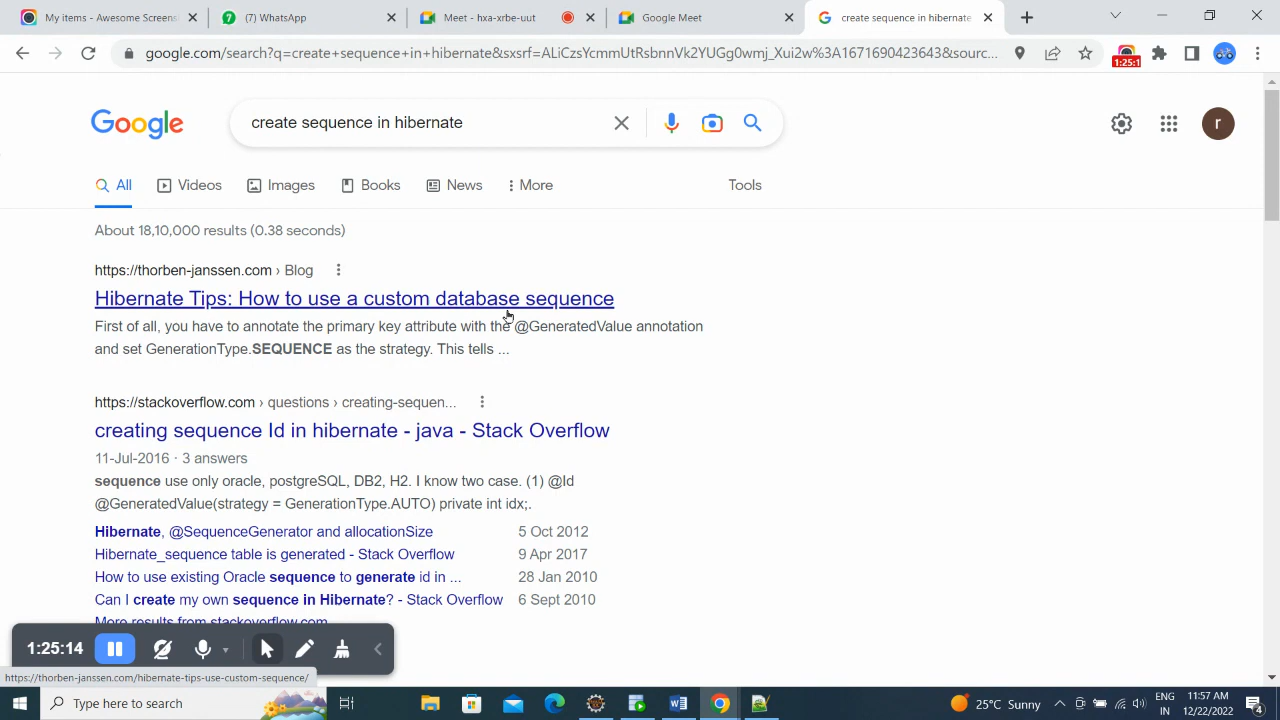 My items - Awesome Screens
7
(7) WhatsApp
Meet - hxa-xrbe-uut
Google Meet
create sequence in hibernate
google.com/search?q=create+sequence+in+hibernate&sxsrf=ALiCzsYcmmUtRsbnnVk2YUGg0wmj_Xui2w%3A1671690423643&sourc...
1:25:1
Google
create sequence in hibernate
r
All
Videos
Images
Books
News
More
Tools
About 18,10,000 results (0.38 seconds)
https://thorben-janssen.com › Blog
Hibernate Tips: How to use a custom database sequence
First of all, you have to annotate the primary key attribute with the @GeneratedValue annotation
and set GenerationType.SEQUENCE as the strategy. This tells ...
https://stackoverflow.com › questions › creating-sequen...
creating sequence Id in hibernate - java - Stack Overflow
11-Jul-2016 · 3 answers
sequence use only oracle, postgreSQL, DB2, H2. I know two case. (1) @Id
@GeneratedValue(strategy = GenerationType.AUTO) private int idx;.
Hibernate, @SequenceGenerator and allocationSize 5 Oct 2012
Hibernate_sequence table is generated - Stack Overflow 9 Apr 2017
How to use existing Oracle sequence to generate id in ... 28 Jan 2010
Can I create my own sequence in Hibernate? - Stack Overflow 6 Sept 2010
More results from stackoverflow.com
1:25:14
https://thorben-janssen.com/hibernate-tips-use-custom-sequence/
Type here to search
25°C Sunny
ENG
IN
11:57 AM
12/22/2022
4